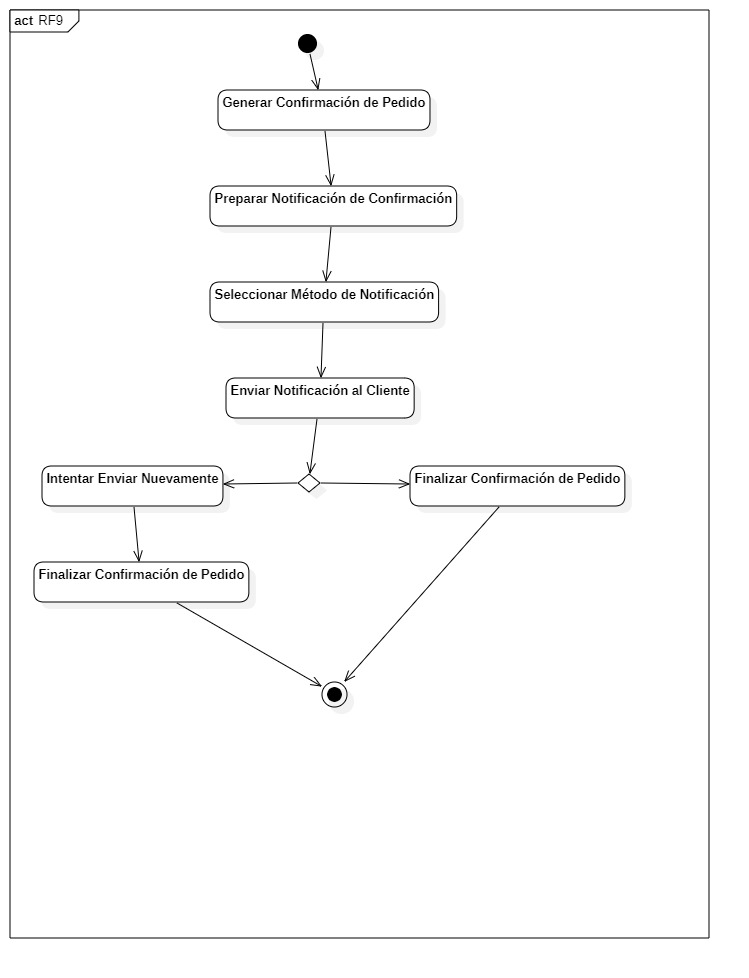 act RF9
Generar Confirmación de Pedido
Preparar Notificación de Confirmación
Seleccionar Método de Notificación
Enviar Notificación al Cliente
Intentar Enviar Nuevamente
Finalizar Confirmación de Pedido
Finalizar Confirmación de Pedido